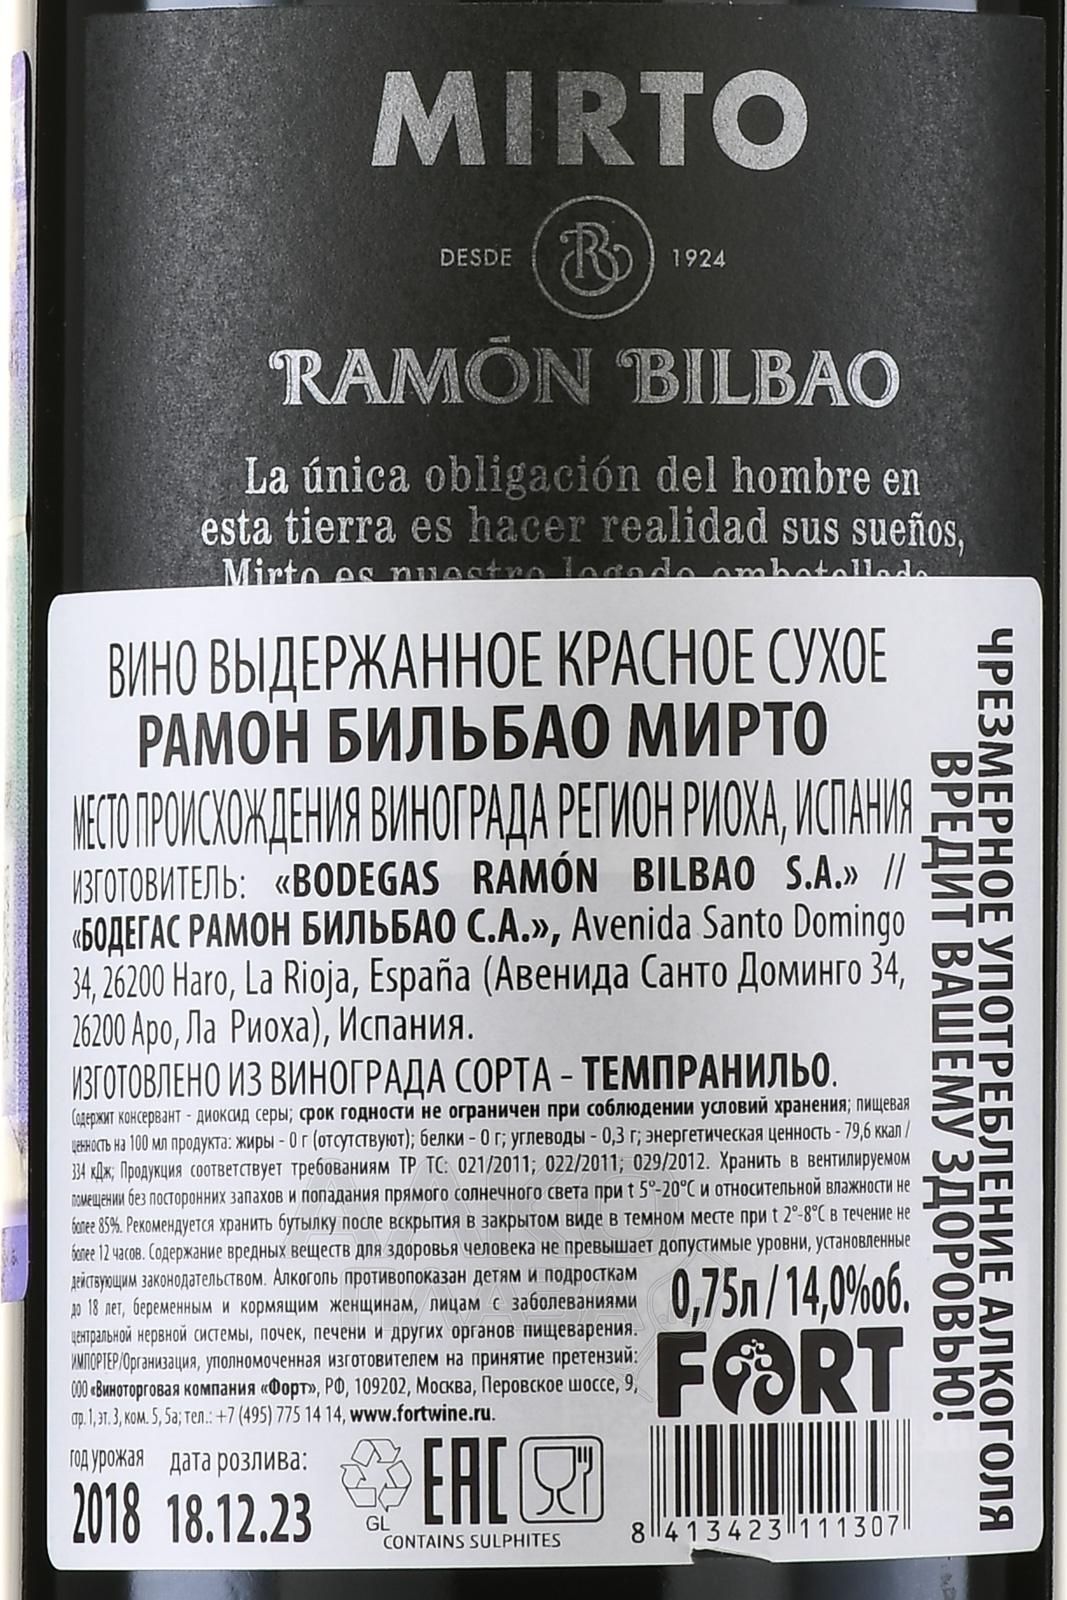 MIRTO
DESDE RB 1924
RAMÓN BILBAO
La única obligación del hombre en
esta tierra es hacer realidad sus sueños,
Mirto es nuestro legado embotellado
ВИНО ВЫДЕРЖАННОЕ КРАСНОЕ СУХОЕ
РАМОН БИЛЬБАО МИРТО
МЕСТО ПРОИСХОЖДЕНИЯ ВИНОГРАДА РЕГИОН РИОХА, ИСПАНИЯ
ИЗГОТОВИТЕЛЬ: «BODEGAS RAMÓN BILBAO S.A.» //
«БОДЕГАС РАМОН БИЛЬБАО С.А.», Avenida Santo Domingo
34, 26200 Haro, La Rioja, España (Авенида Санто Доминго 34,
26200 Аро, Ла Риоха), Испания.
ИЗГОТОВЛЕНО ИЗ ВИНОГРАДА СОРТА - ТЕМПРАНИЛЬО.
Содержит консервант - диоксид серы; срок годности не ограничен при соблюдении условий хранения; пищевая
ценность на 100 мл продукта: жиры - 0 г (отсутствуют); белки - 0 г; углеводы - 0,3 г; энергетическая ценность - 79,6 ккал /
334 кДж; Продукция соответствует требованиям ТР ТС: 021/2011; 022/2011; 029/2012. Хранить в вентилируемом
помещении без посторонних запахов и попадания прямого солнечного света при t 5°-20°C и относительной влажности не
более 85%. Рекомендуется хранить бутылку после вскрытия в закрытом виде в темном месте при t 2°-8°C в течение не
более 12 часов. Содержание вредных веществ для здоровья человека не превышает допустимые уровни, установленные
действующим законодательством. Алкоголь противопоказан детям и подросткам
до 18 лет, беременным и кормящим женщинам, лицам с заболеваниями
центральной нервной системы, почек, печени и других органов пищеварения.
ИМПОРТЕР/Организация, уполномоченная изготовителем на принятие претензий:
ООО «Виноторговая компания «Форт», РФ, 109202, Москва, Перовское шоссе, 9,
стр. 1, эт. 3, ком. 5, 5а; тел.: +7 (495) 775 14 14, www.fortwine.ru.
0,75л / 14,0%об.
FORT
год урожая дата розлива:
2018 18.12.23
GL
EAC
CONTAINS SULPHITES
8 413423 111307
ЧРЕЗМЕРНОЕ УПОТРЕБЛЕНИЕ АЛКОГОЛЯ
ВРЕДИТ ВАШЕМУ ЗДОРОВЬЮ!
АЛКО
ПЛАЗА